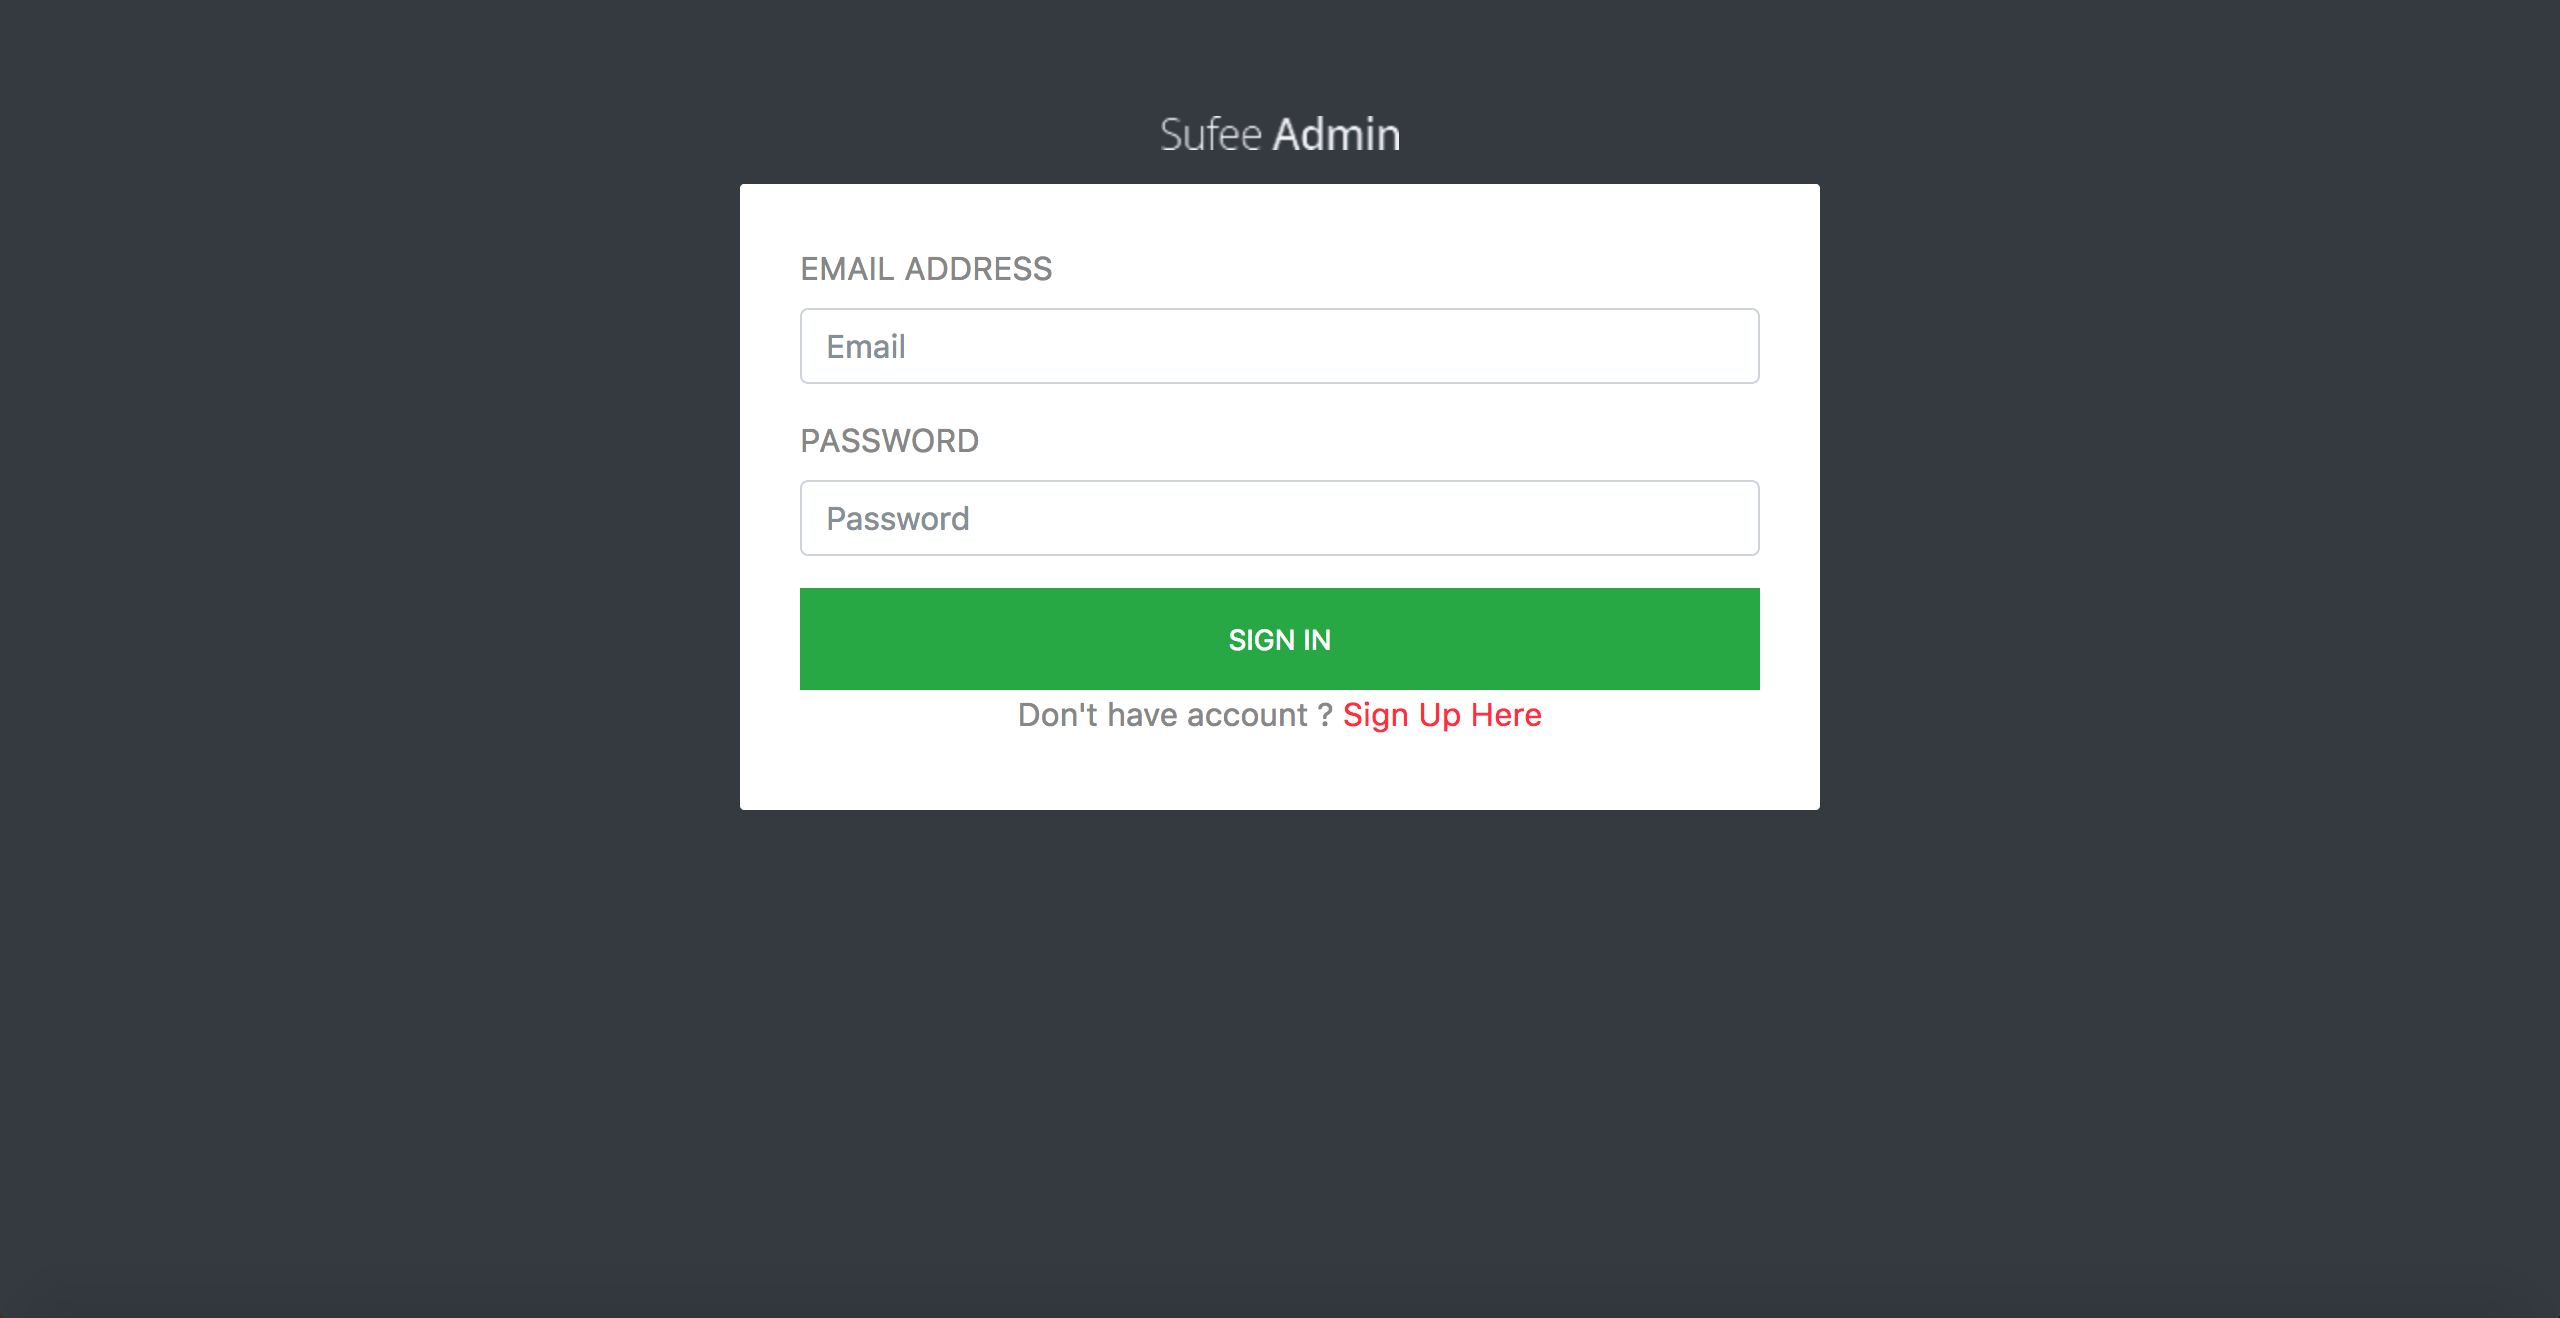 Sufee Admin
EMAIL ADDRESS
Email
PASSWORD
Password
SIGN IN
Don't have account ? Sign Up Here